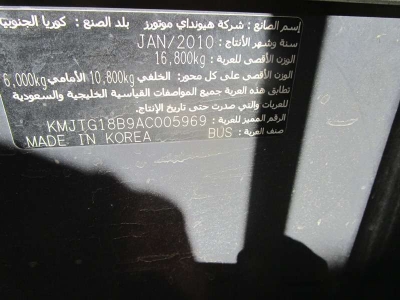 إسم الصانع : شركة هيونداي موتورز بلد الصنع : كوريا الجنوبية
سنة وشهر الأنتاج : JAN/2010
الوزن الأقصى للعربة : 16,800kg
الوزن الأقصى على كل محور: الخلفي 10,800kg الأمامي 6,000kg
تطابق هذه العربة جميع المواصفات القياسية الخليجية والسعودية
للعربات والتي صدرت حتى تاريخ الإنتاج.
الرقم المميز للعربة : KMJTG18B9AC005969
صنف العربة : BUS MADE IN KOREA